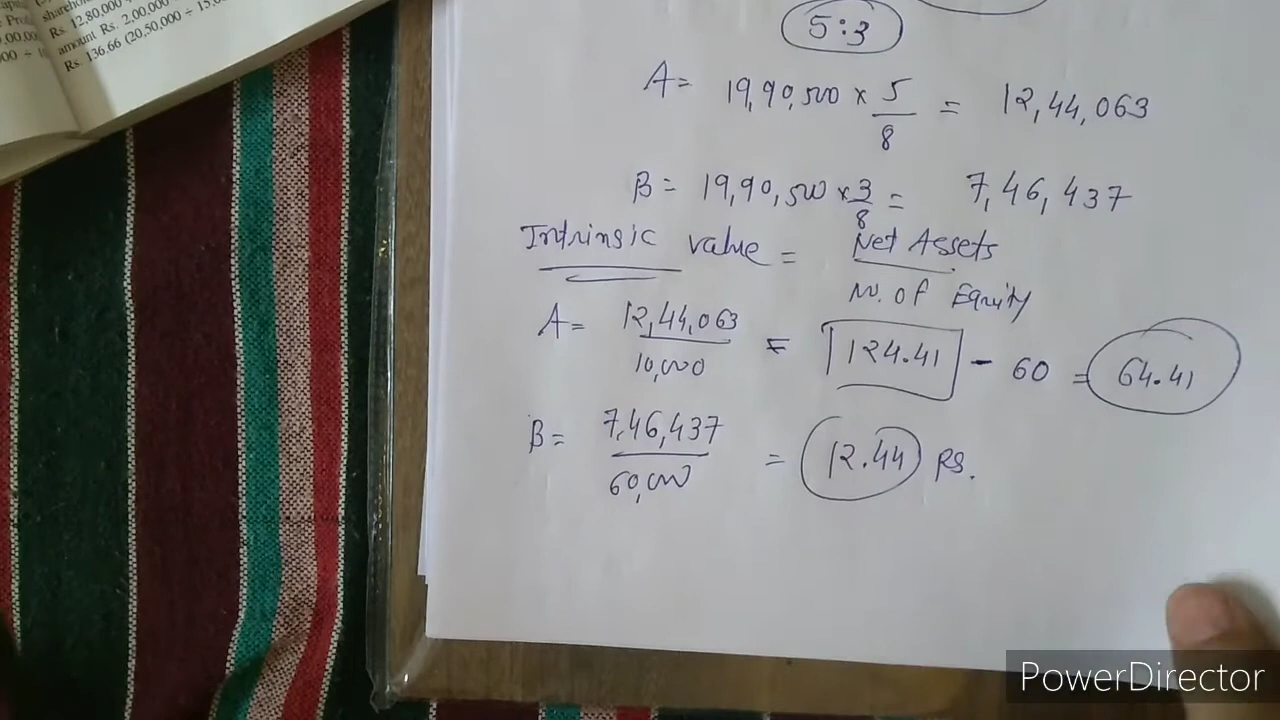 sharehol
Rs. 12,80,000
amount Rs. 2,00,000
Rs. 136.66 (20,50,000 ÷ 15,0
5:3
A= 19,90,500 × 5/8 = 12,44,063
B= 19,90,500 × 3/8 = 7,46,437
Intrinsic value = Net Assets
No. of Equity
A= 12,44,063 / 10,000 = 124.41 - 60 = 64.41
B= 7,46,437 / 60,000 = 12.44 Rs.
PowerDirector